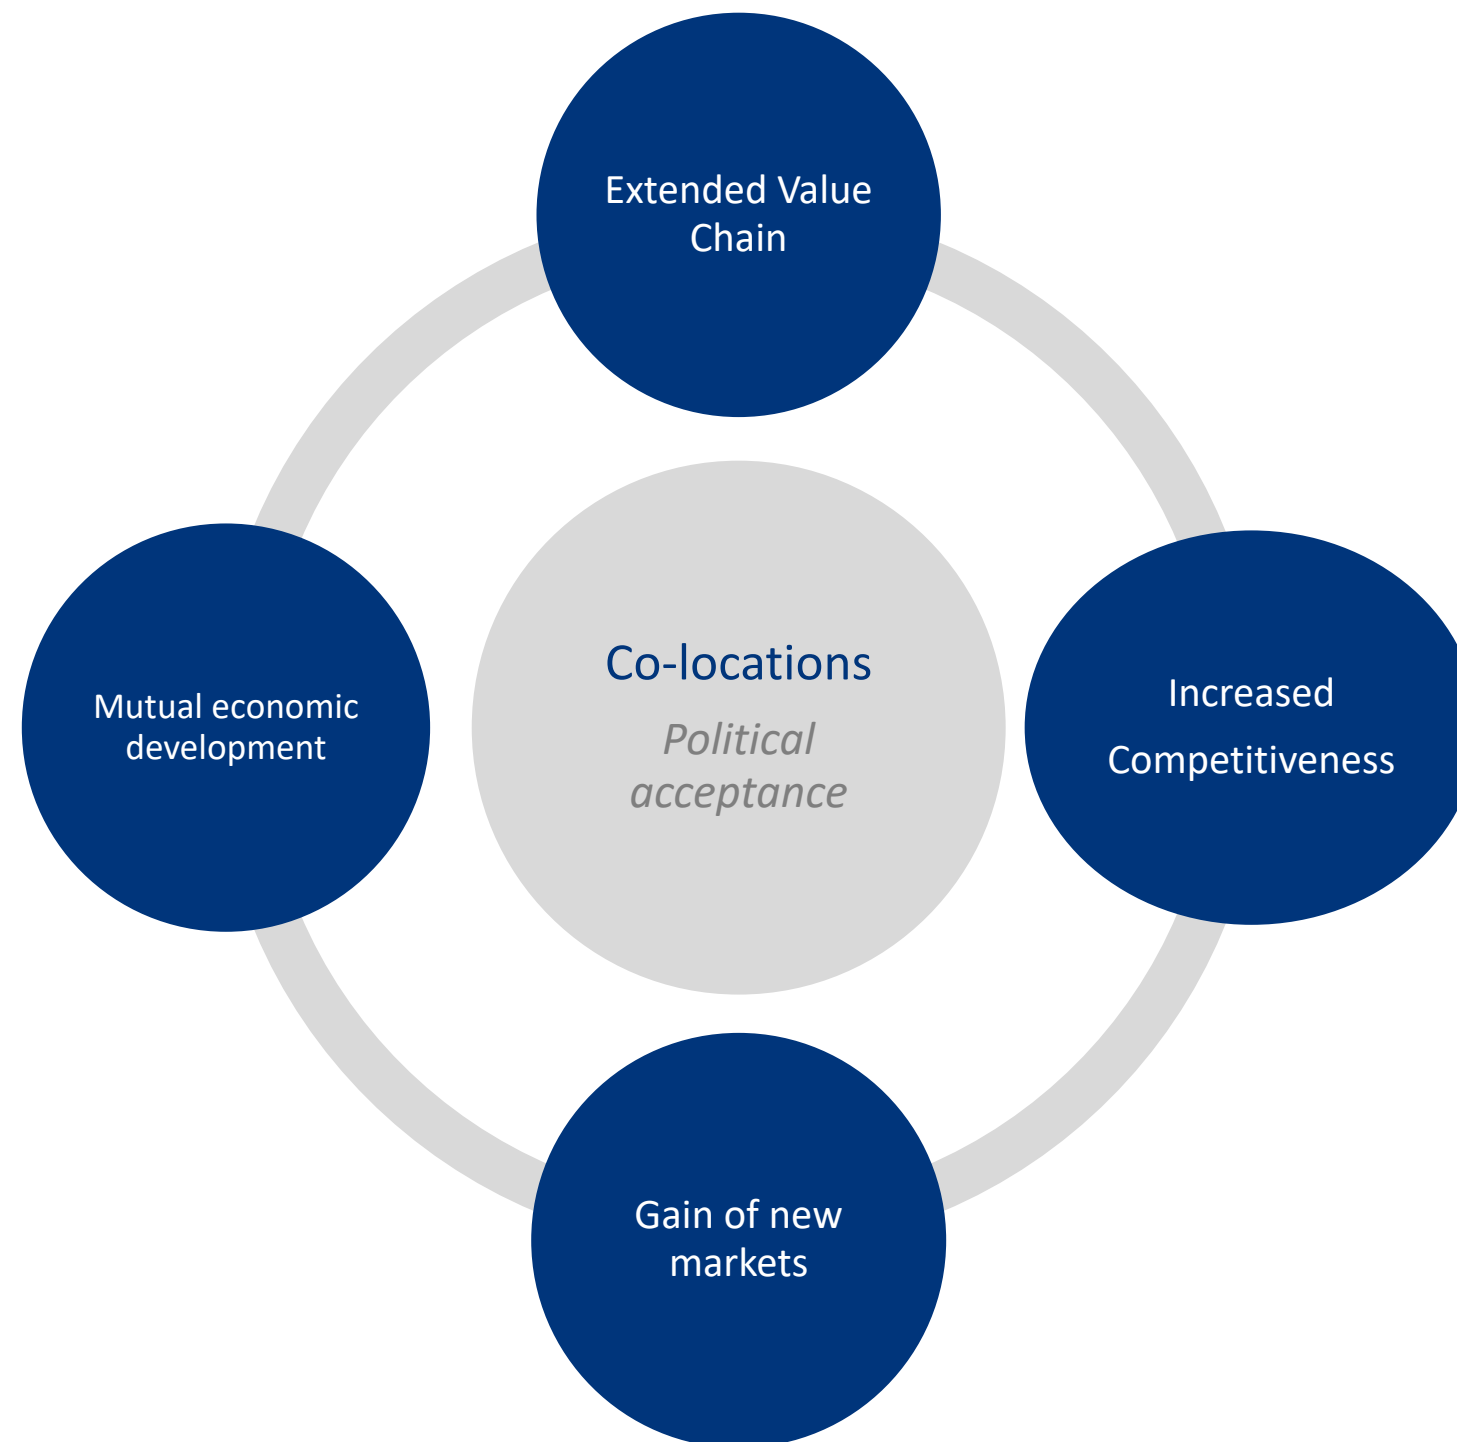 Extended Value
Chain
Co-locations
Political
acceptance
Mutual economic
development
Increased
Competitiveness
Gain of new
markets